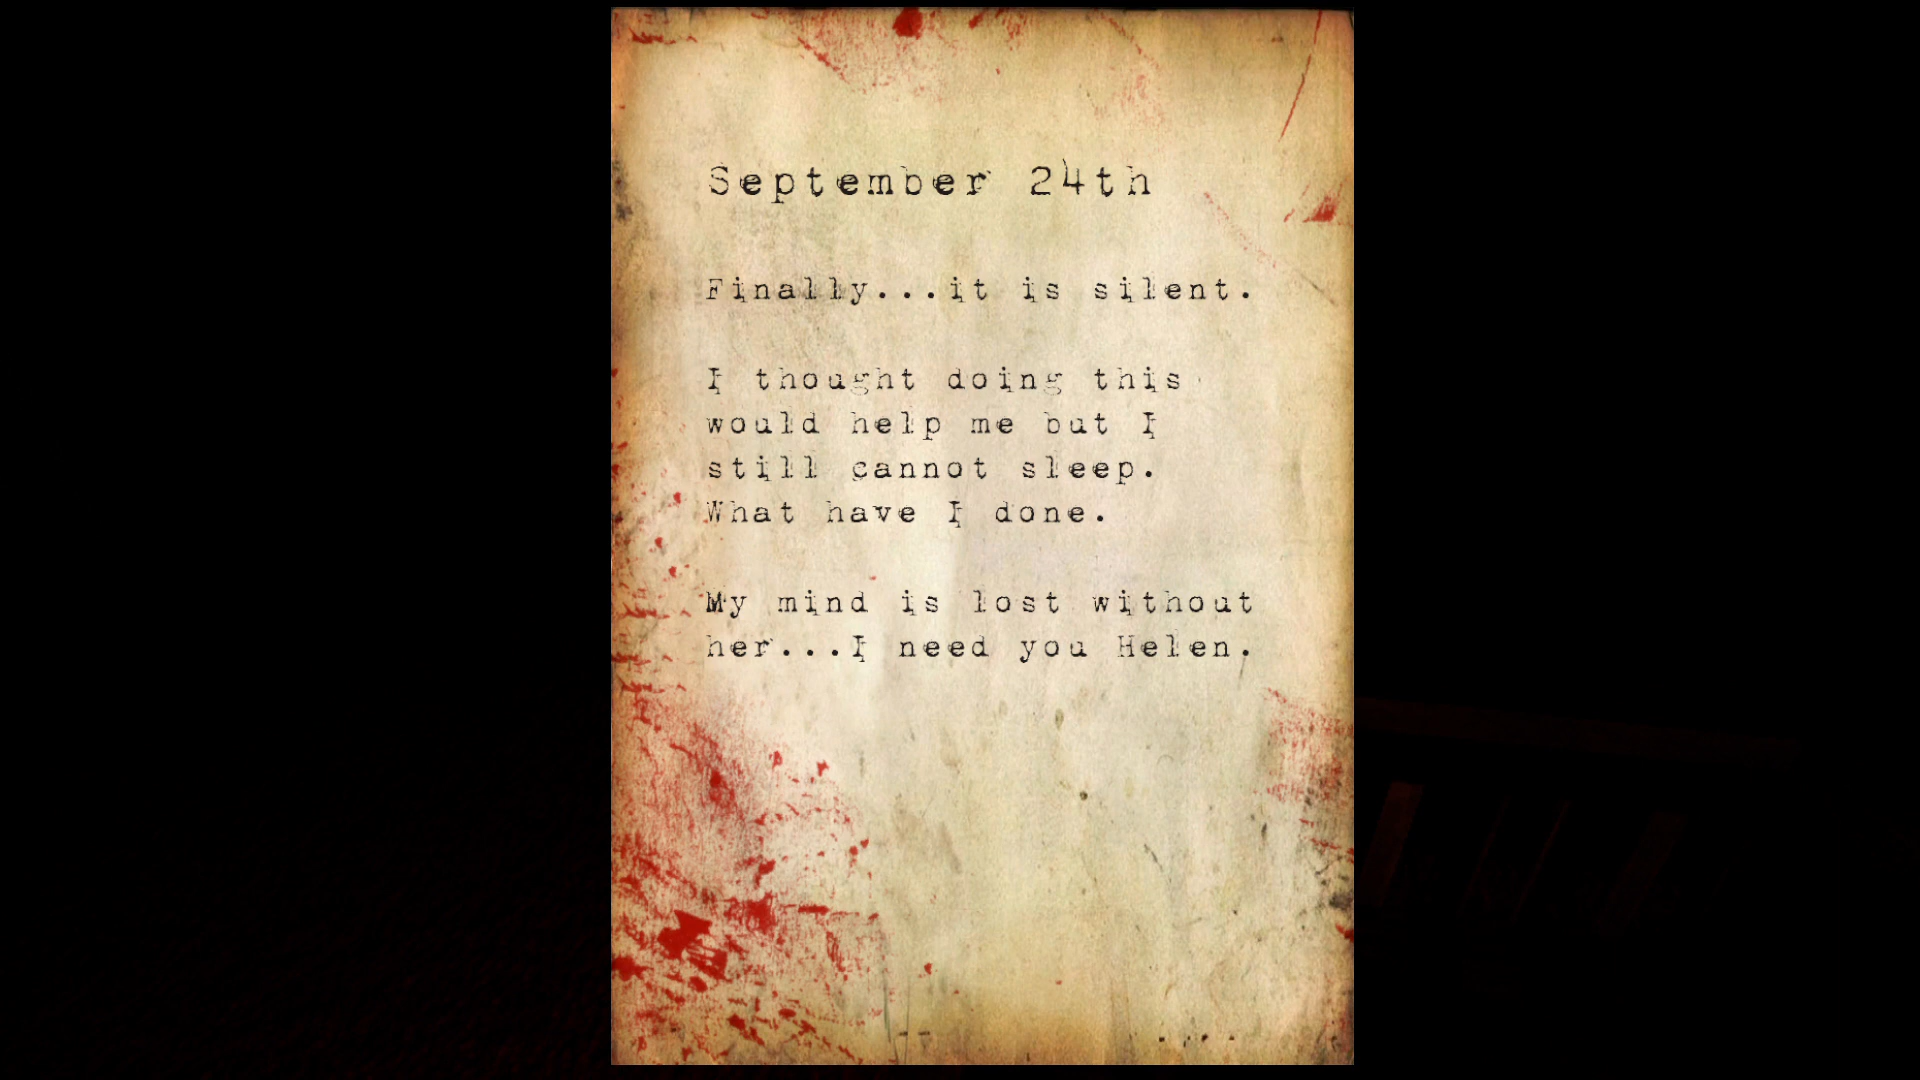 September 24th
Finally...it is silent.
I thought doing this
would help me but I
still cannot sleep.
What have I done.
My mind is lost without
her...I need you Helen.